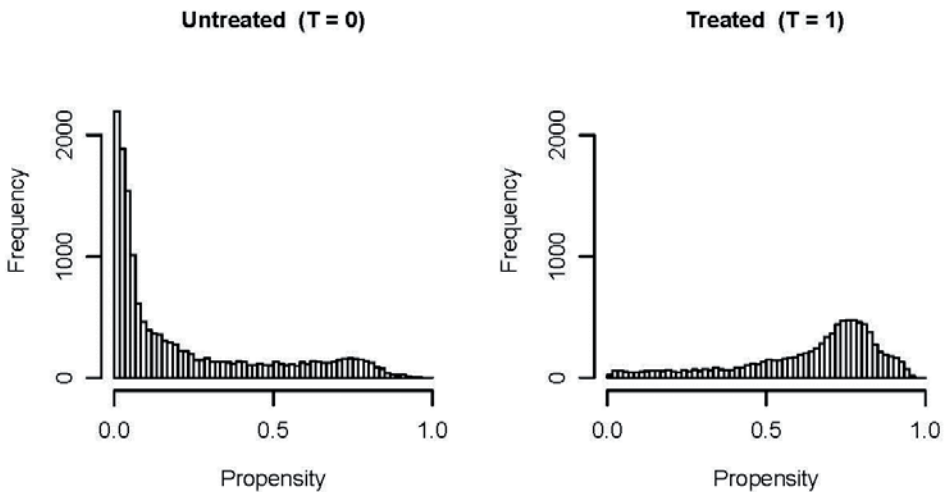 Untreated (T = 0)
Frequency
2000
1000
0
0.0 0.5 1.0
Propensity
Treated (T = 1)
Frequency
2000
1000
0
0.0 0.5 1.0
Propensity